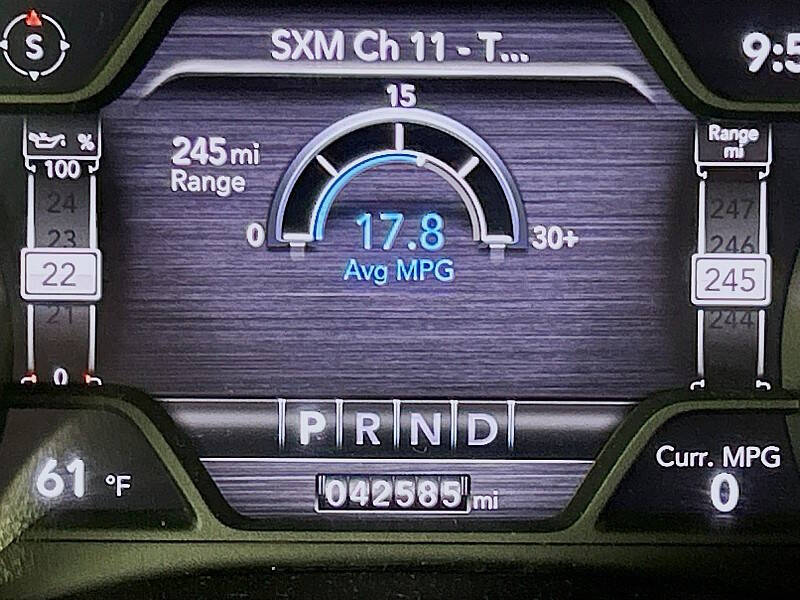 S
SXM Ch 11 - T...
9:5
%
100
24
23
22
21
0
245 mi
Range
15
0
30+
17.8
Avg MPG
Range
mi
247
246
245
244
P R N D
61 °F
042585 mi
Curr. MPG
0